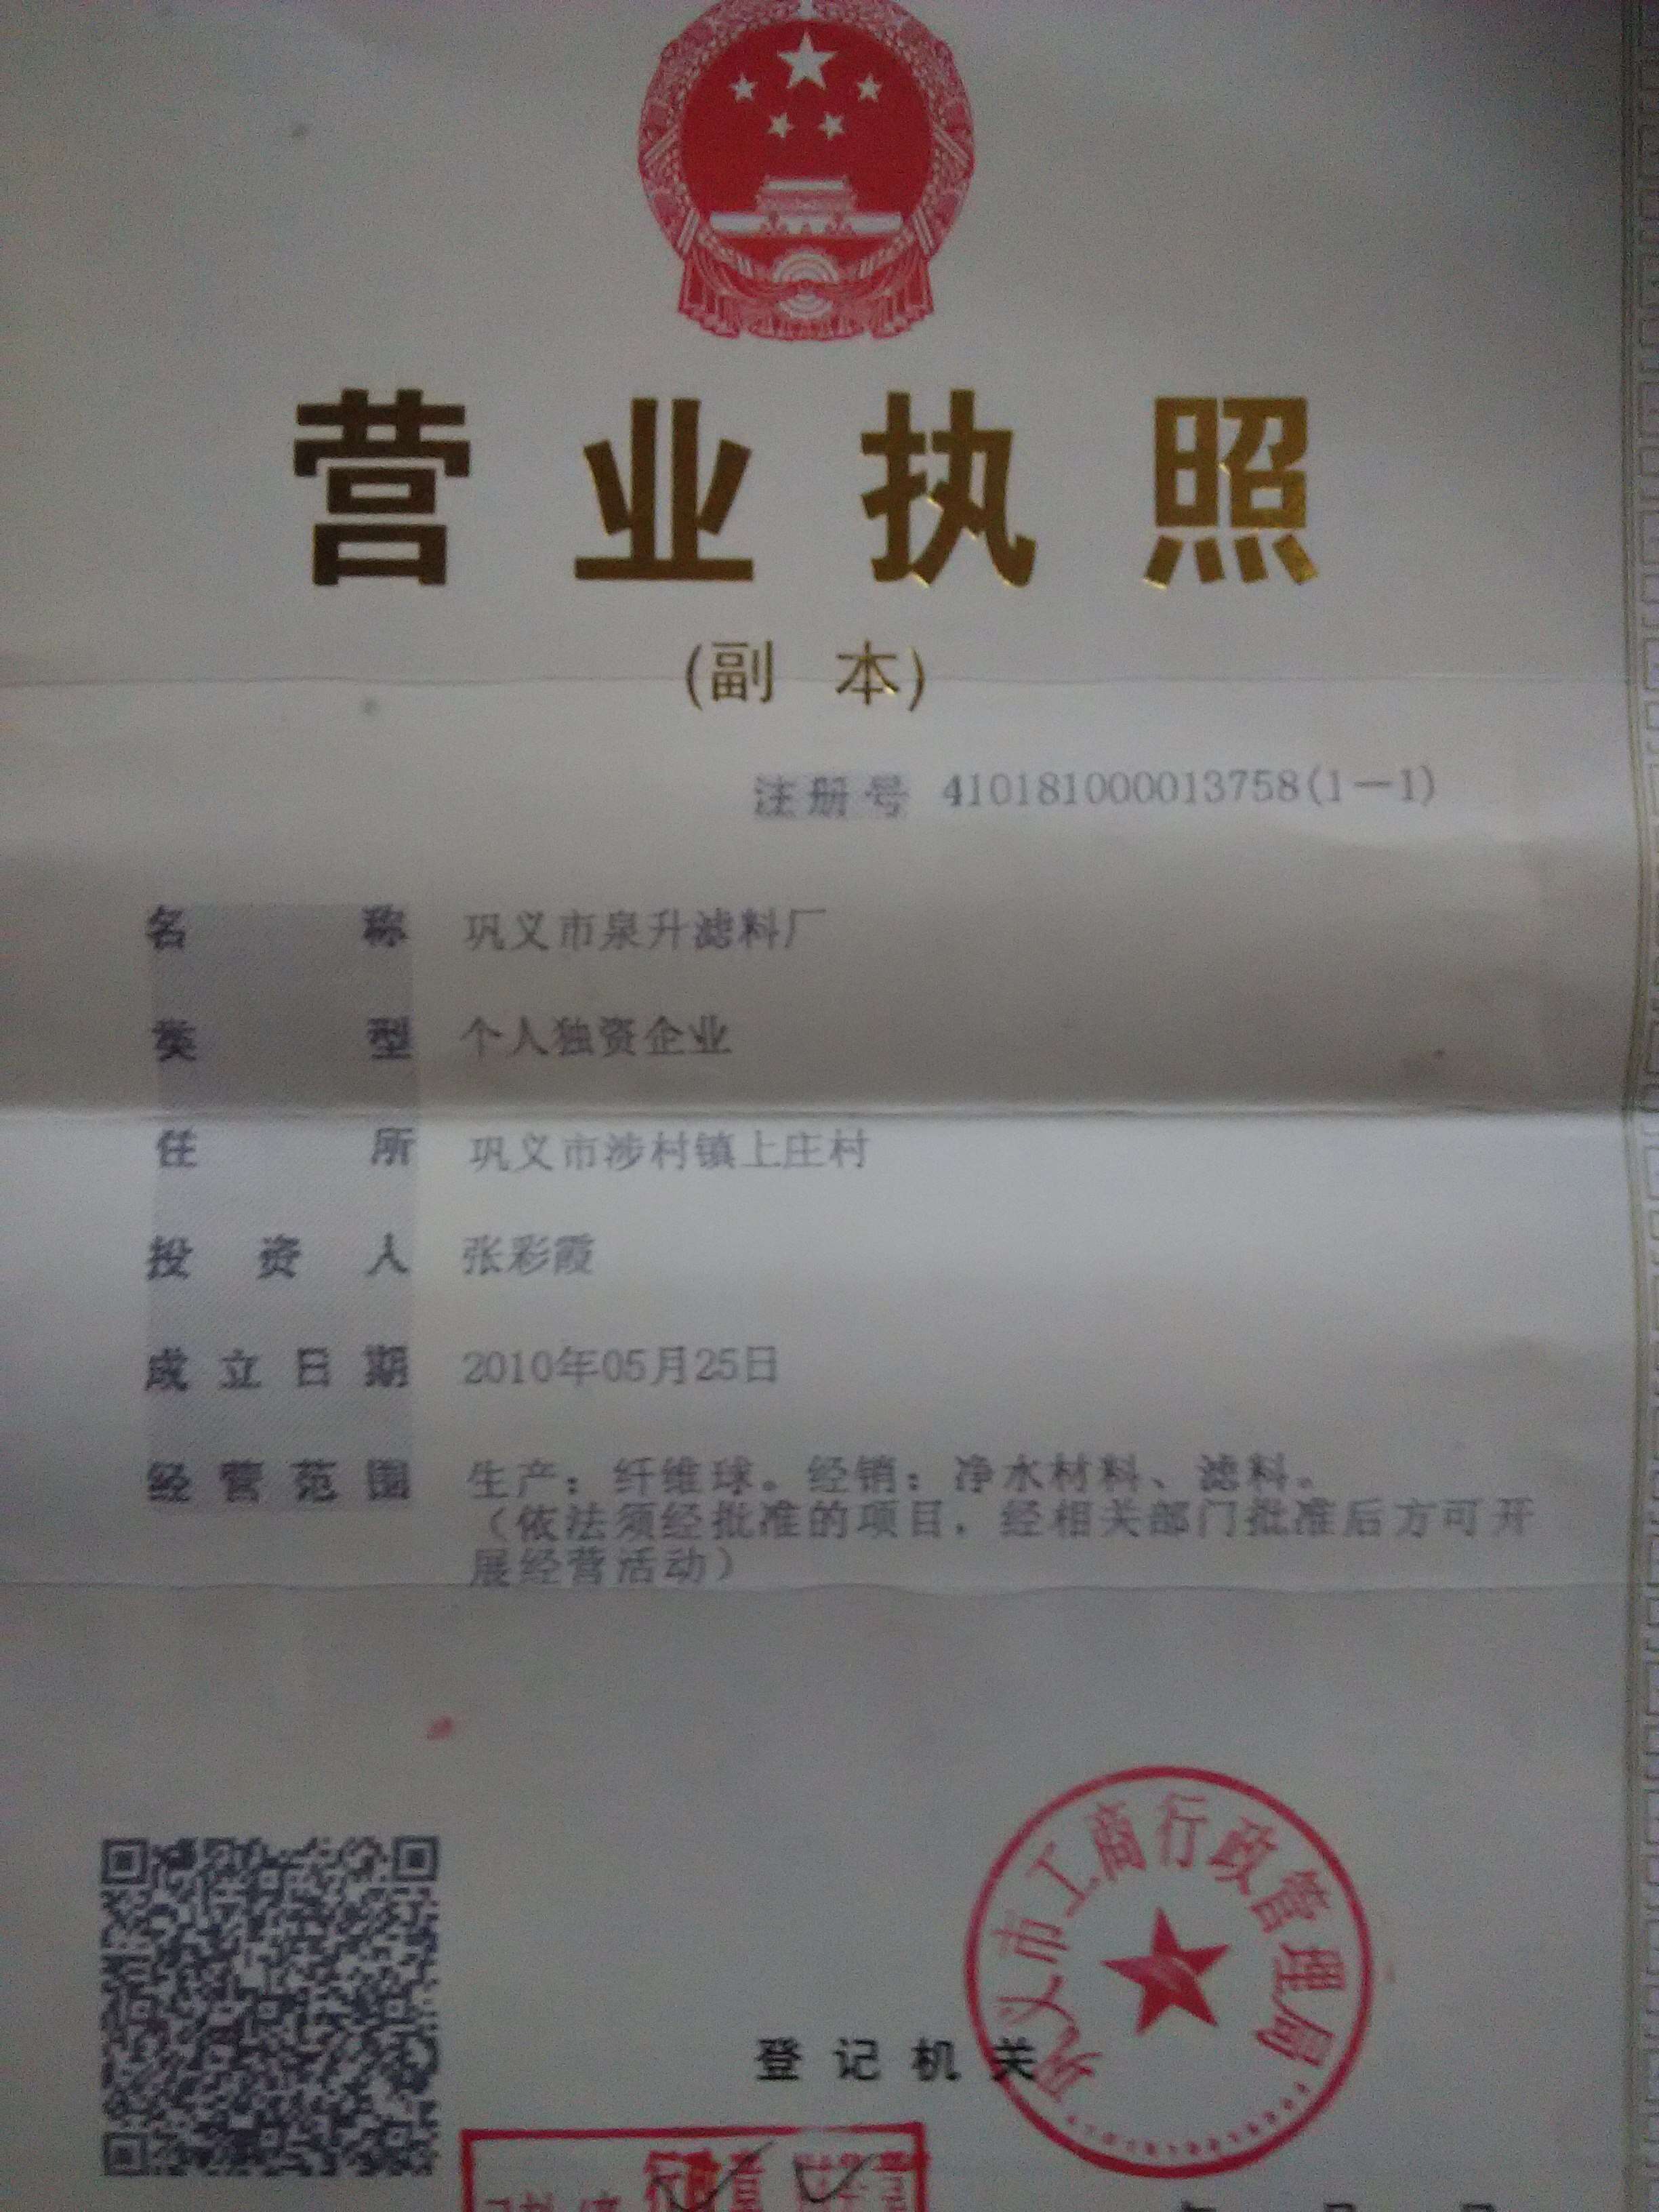 营业执照
(副 本)
注册号 410181000013758(1—1)
名称 巩义市泉升滤料厂
类型 个人独资企业
住所 巩义市涉村镇上庄村
投资人 张彩霞
成立日期 2010年05月25日
经营范围 生产：纤维球。经销：净水材料、滤料。
（依法须经批准的项目，经相关部门批准后方可开
展经营活动）
巩义市工商行政管理局
登记机关
年 月 日